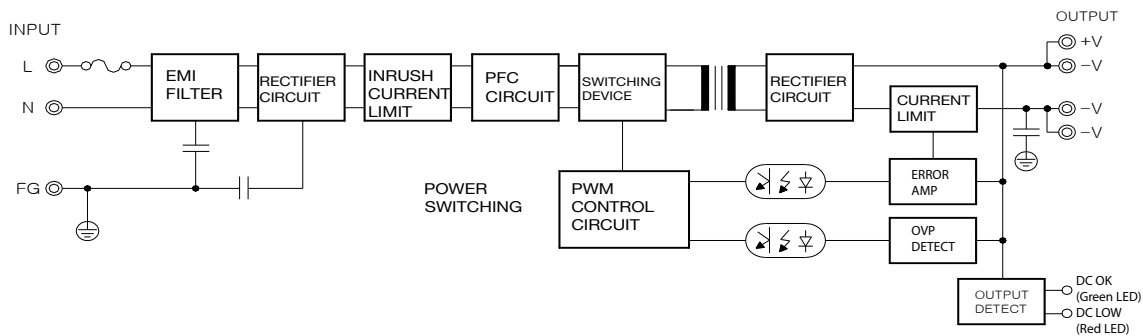 INPUT
OUTPUT
+V
L
EMI
FILTER
RECTIFIER
CIRCUIT
INRUSH
CURRENT
LIMIT
PFC
CIRCUIT
SWITCHING
DEVICE
RECTIFIER
CIRCUIT
−V
N
CURRENT
LIMIT
−V
−V
FG
POWER
SWITCHING
PWM
CONTROL
CIRCUIT
ERROR
AMP
OVP
DETECT
OUTPUT
DETECT
DC OK
(Green LED)
DC LOW
(Red LED)